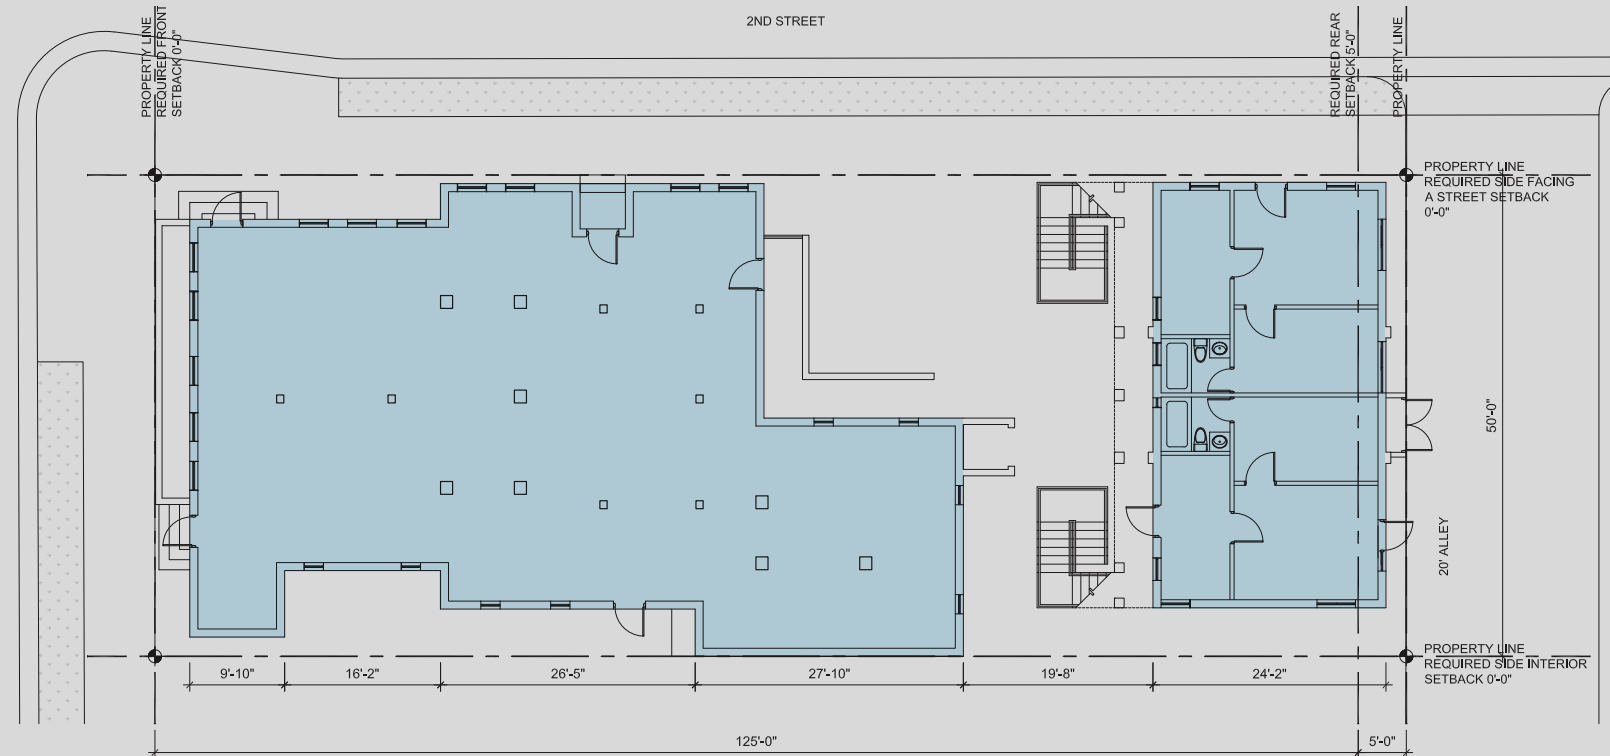 2ND STREET
PROPERTY LINE
REQUIRED FRONT
SETBACK 0'-0"
REQUIRED REAR
SETBACK 5'-0"
PROPERTY LINE
PROPERTY LINE
REQUIRED SIDE FACING
A STREET SETBACK
0'-0"
50'-0"
20' ALLEY
PROPERTY LINE
REQUIRED SIDE INTERIOR
SETBACK 0'-0"
9'-10"
16'-2"
26'-5"
27'-10"
19'-8"
24'-2"
125'-0"
5'-0"